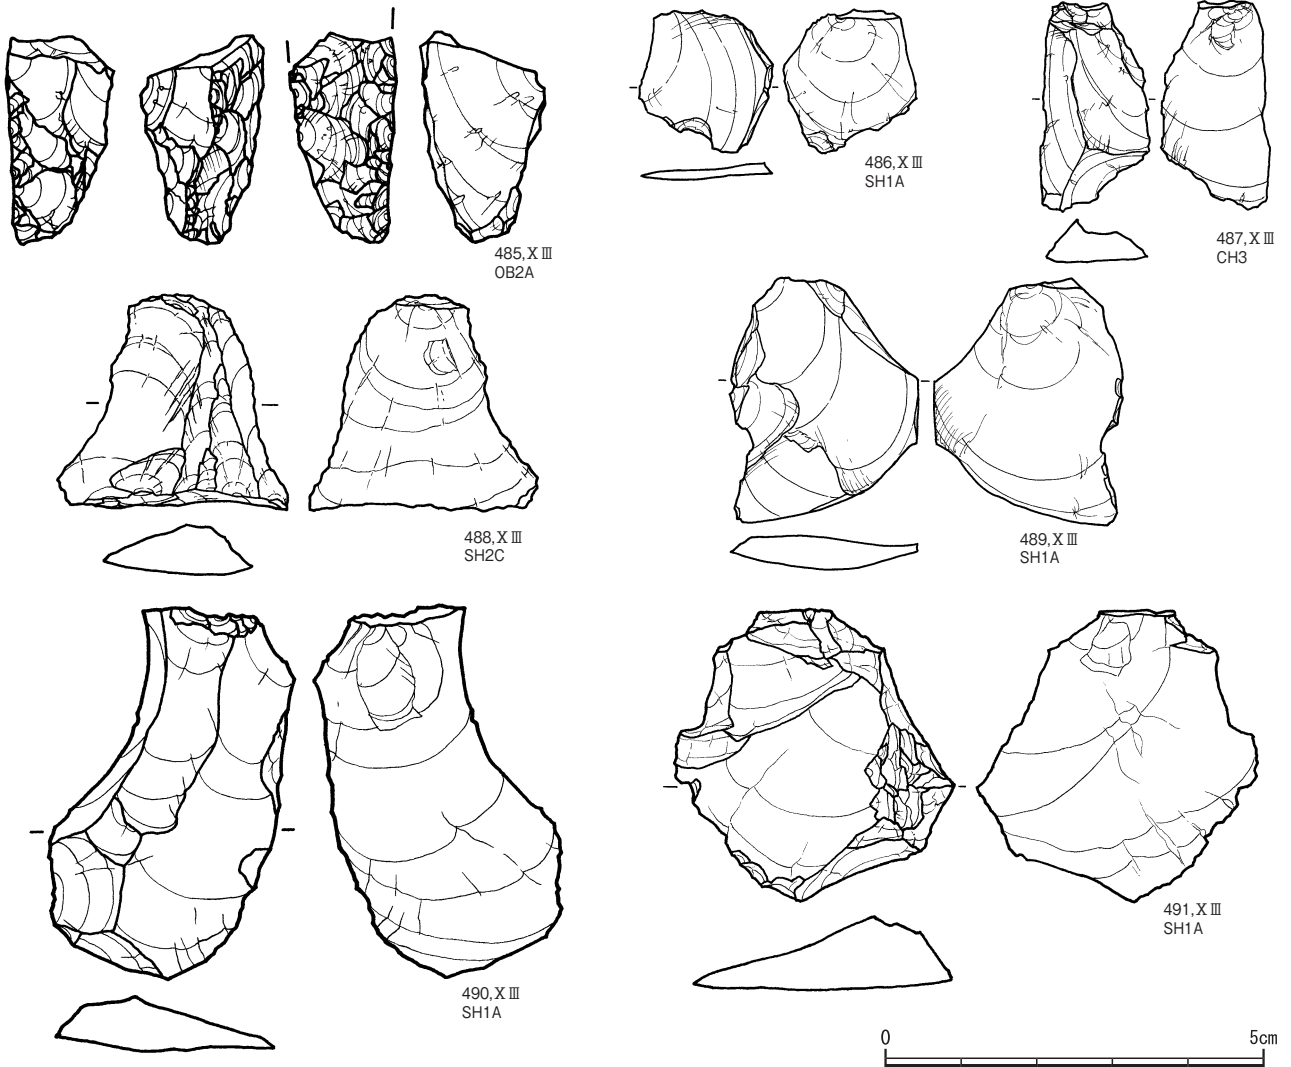 485,XⅢ
OB2A
486,XⅢ
SH1A
487,XⅢ
CH3
488,XⅢ
SH2C
489,XⅢ
SH1A
490,XⅢ
SH1A
491,XⅢ
SH1A
0 5cm